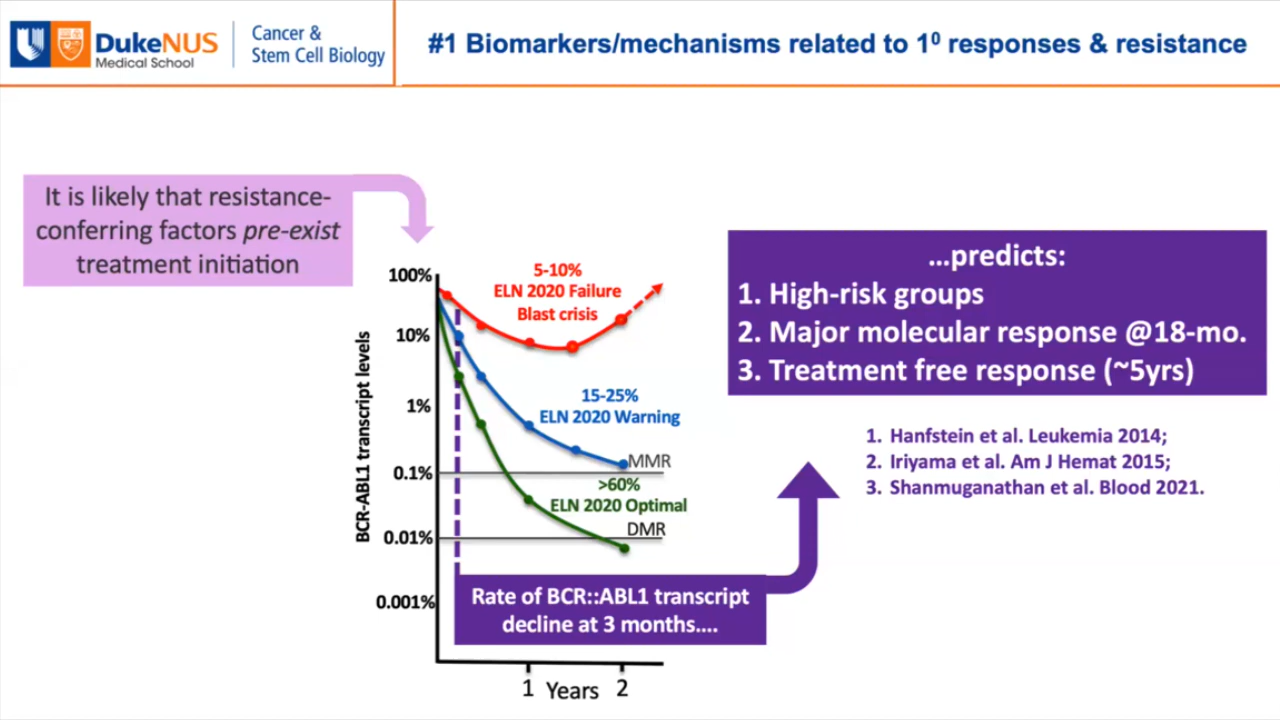 DukeNUS
Medical School
Cancer &
Stem Cell Biology
#1 Biomarkers/mechanisms related to 1⁰ responses & resistance
It is likely that resistance-
conferring factors pre-exist
treatment initiation
100%
10%
1%
0.1%
0.01%
0.001%
BCR-ABL1 transcript levels
5-10%
ELN 2020 Failure
Blast crisis
15-25%
ELN 2020 Warning
MMR
>60%
ELN 2020 Optimal
DMR
Rate of BCR::ABL1 transcript
decline at 3 months....
1 Years 2
...predicts:
1. High-risk groups
2. Major molecular response @18-mo.
3. Treatment free response (~5yrs)
1. Hanfstein et al. Leukemia 2014;
2. Iriyama et al. Am J Hemat 2015;
3. Shanmuganathan et al. Blood 2021.